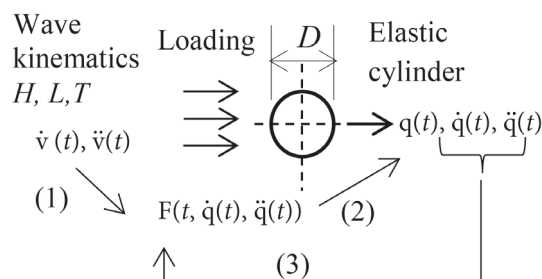 Wave
kinematics
H, L,T
v̇ (t), v̈(t)
Loading
D
Elastic
cylinder
q(t), q̇(t), q̈(t)
(1)
F(t, q̇(t), q̈(t))
(2)
(3)